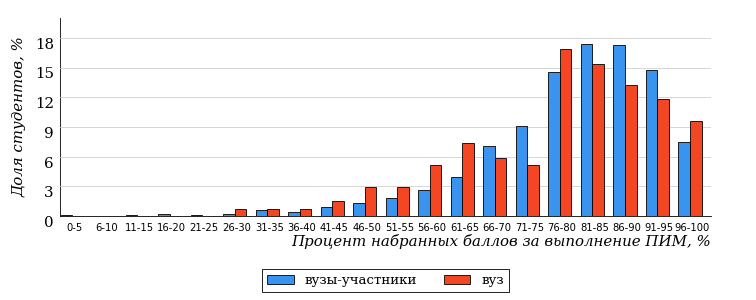 Доля студентов, %
18
15
12
9
6
3
0
0-5 6-10 11-15 16-20 21-25 26-30 31-35 36-40 41-45 46-50 51-55 56-60 61-65 66-70 71-75 76-80 81-85 86-90 91-95 96-100
Процент набранных баллов за выполнение ПИМ, %
вузы-участники вуз